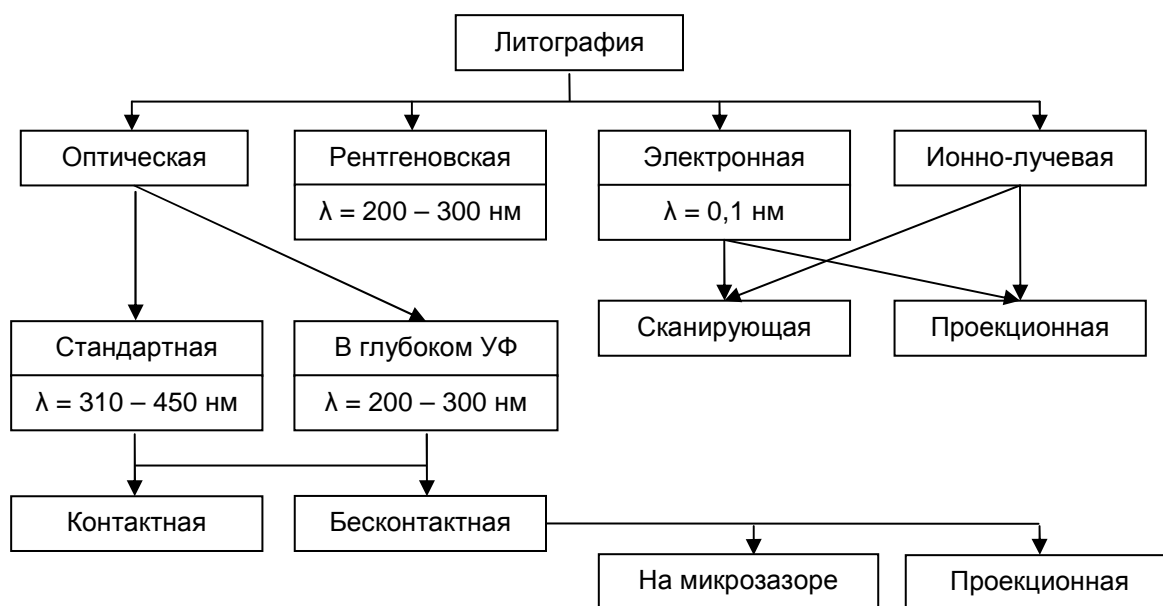 Литография
Оптическая
Рентгеновская
Электронная
Ионно-лучевая
λ = 200 – 300 нм
λ = 0,1 нм
Сканирующая
Проекционная
Стандартная
В глубоком УФ
λ = 310 – 450 нм
λ = 200 – 300 нм
Контактная
Бесконтактная
На микрозазоре
Проекционная